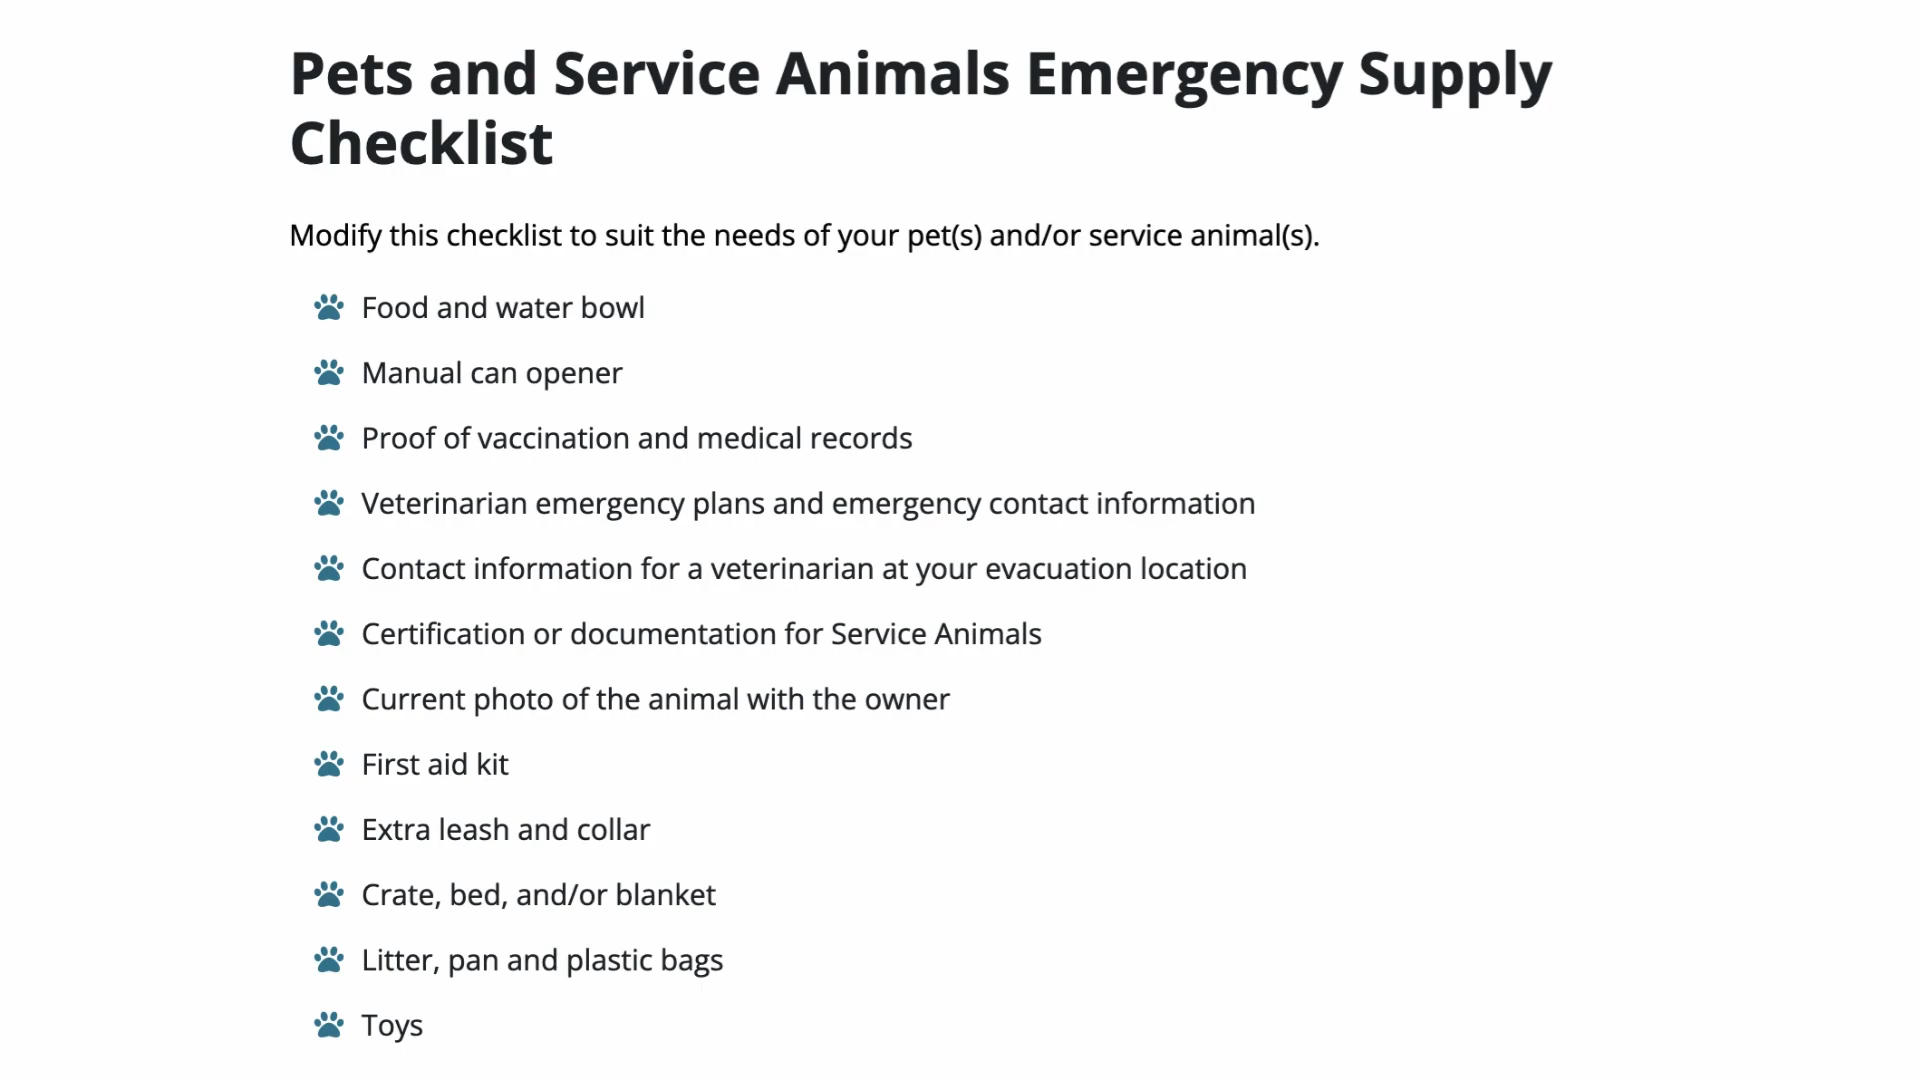 Pets and Service Animals Emergency Supply
Checklist
Modify this checklist to suit the needs of your pet(s) and/or service animal(s).
Food and water bowl
Manual can opener
Proof of vaccination and medical records
Veterinarian emergency plans and emergency contact information
Contact information for a veterinarian at your evacuation location
Certification or documentation for Service Animals
Current photo of the animal with the owner
First aid kit
Extra leash and collar
Crate, bed, and/or blanket
Litter, pan and plastic bags
Toys